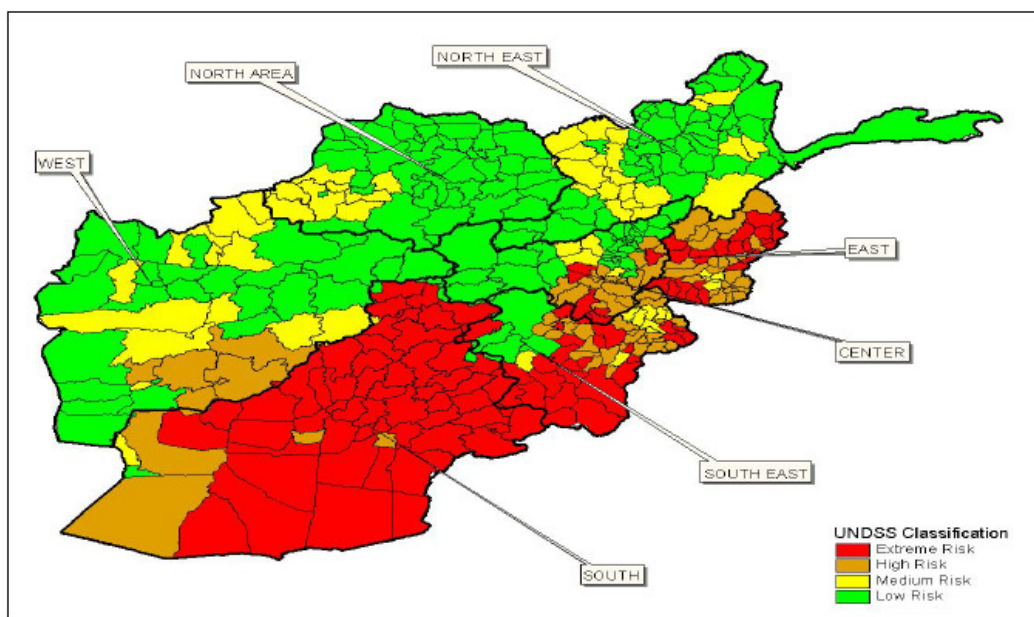 NORTH EAST
NORTH AREA
WEST
EAST
CENTER
SOUTH EAST
SOUTH
UNDSS Classification
Extreme Risk
High Risk
Medium Risk
Low Risk